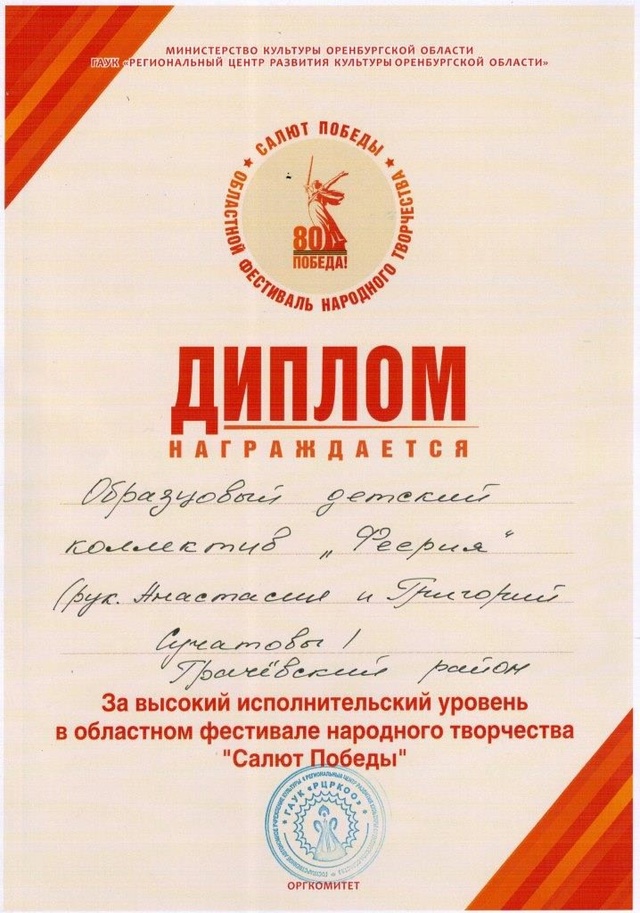 МИНИСТЕРСТВО КУЛЬТУРЫ ОРЕНБУРГСКОЙ ОБЛАСТИ
ГАУК «РЕГИОНАЛЬНЫЙ ЦЕНТР РАЗВИТИЯ КУЛЬТУРЫ ОРЕНБУРГСКОЙ ОБЛАСТИ»
★ САЛЮТ ПОБЕДЫ ★
ОБЛАСТНОЙ ФЕСТИВАЛЬ НАРОДНОГО ТВОРЧЕСТВА
80
ПОБЕДА!
ДИПЛОМ
НАГРАЖДАЕТСЯ
Образцовый детский
коллектив „Феерия“
(рук. Анастасия и Григорий
Грачёвский район
За высокий исполнительский уровень
в областном фестивале народного творчества
"Салют Победы"
ГАУК «РЦРКОО»
ОРГКОМИТЕТ